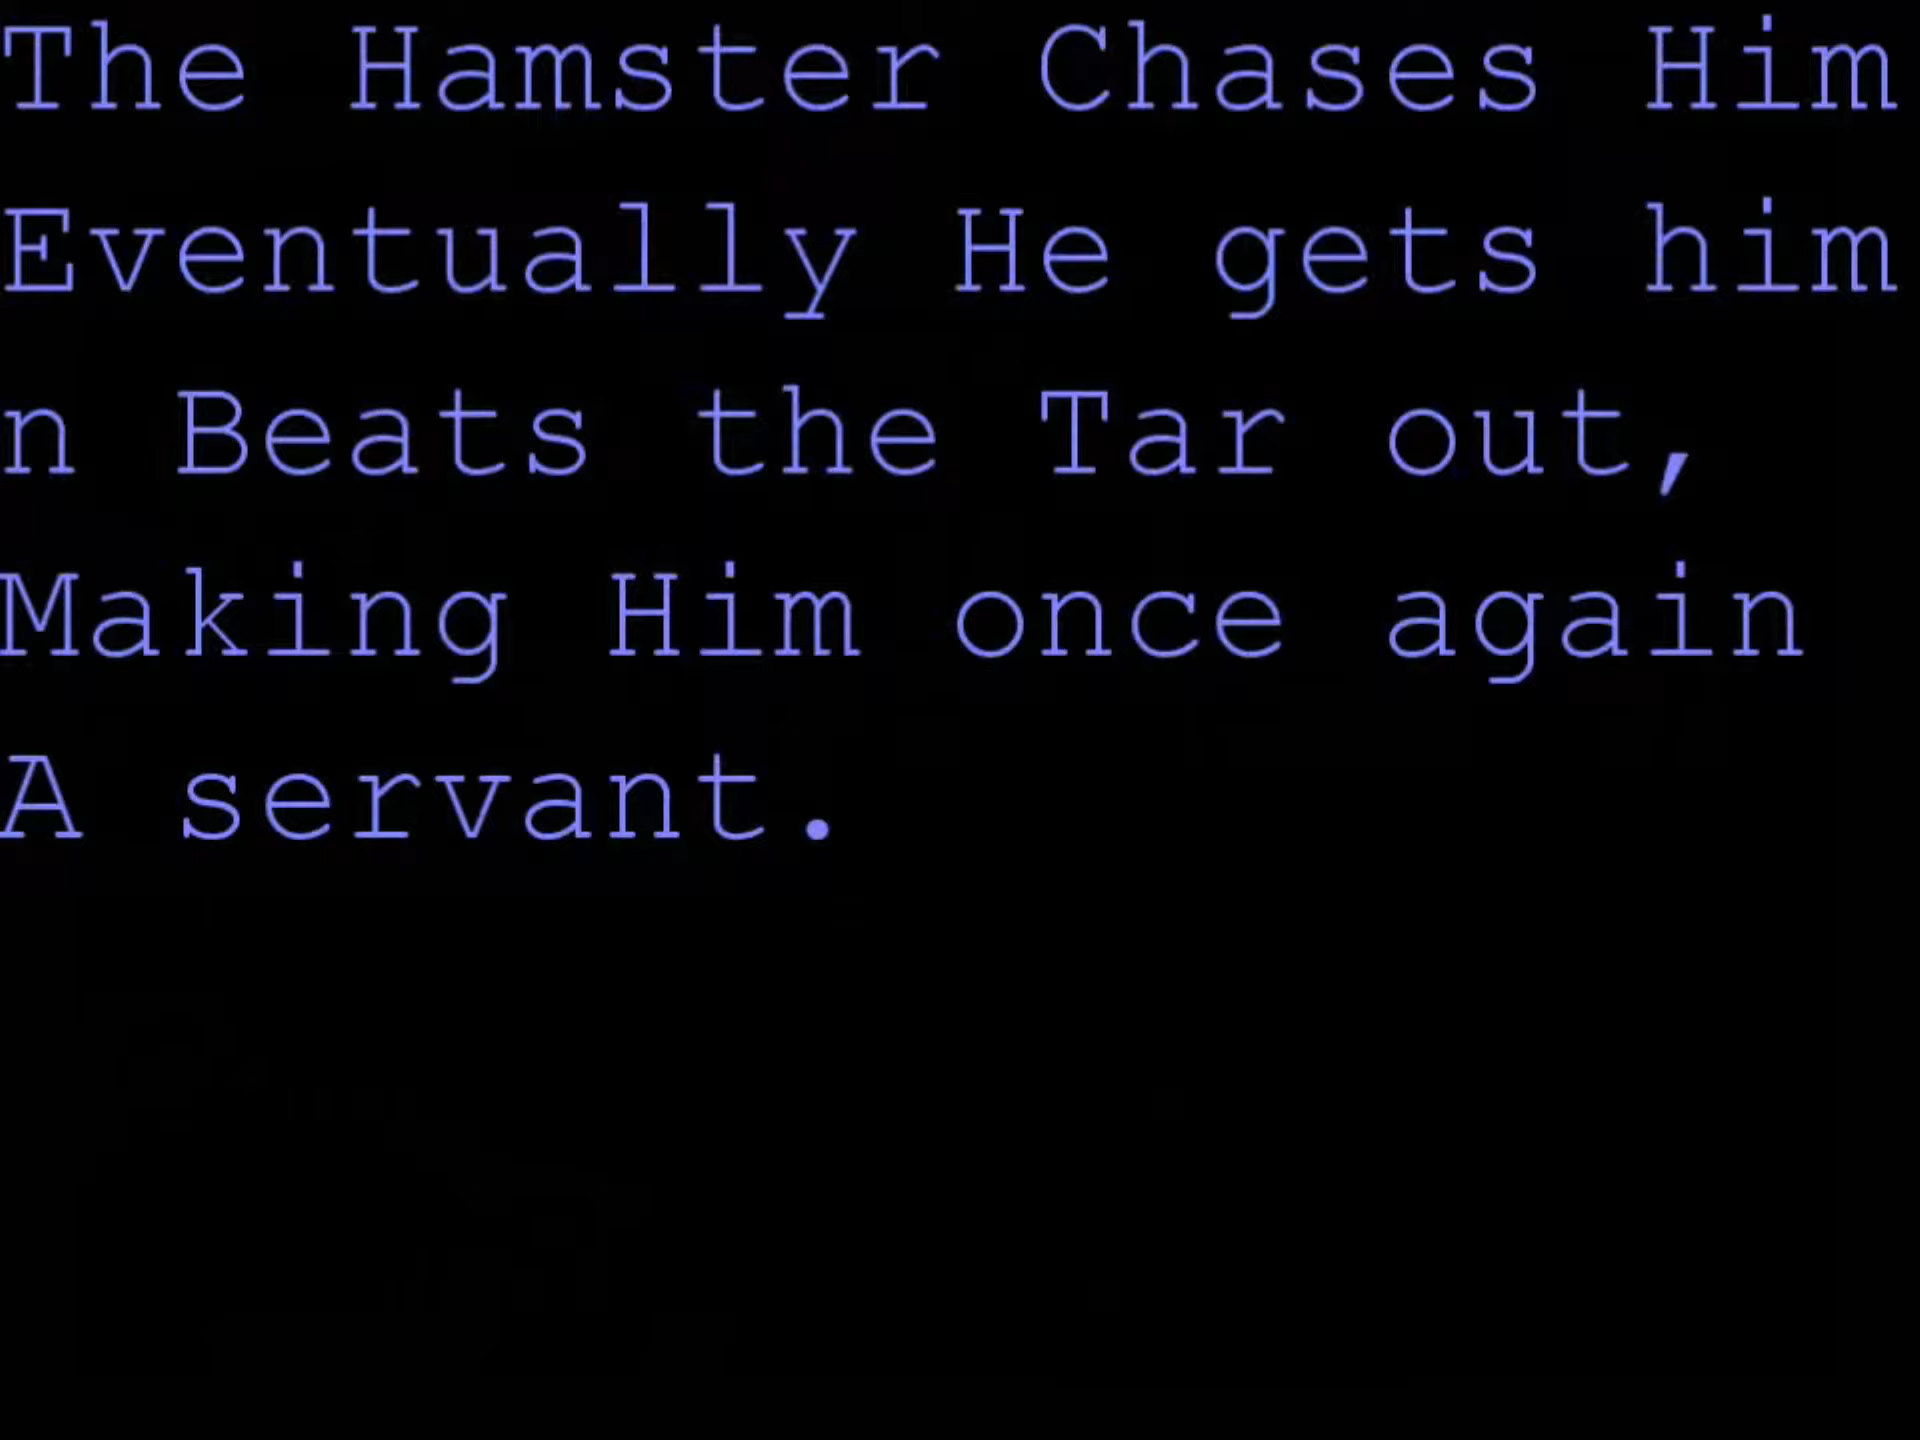 The Hamster Chases Him
Eventually He gets him
n Beats the Tar out,
Making Him once again
A servant.